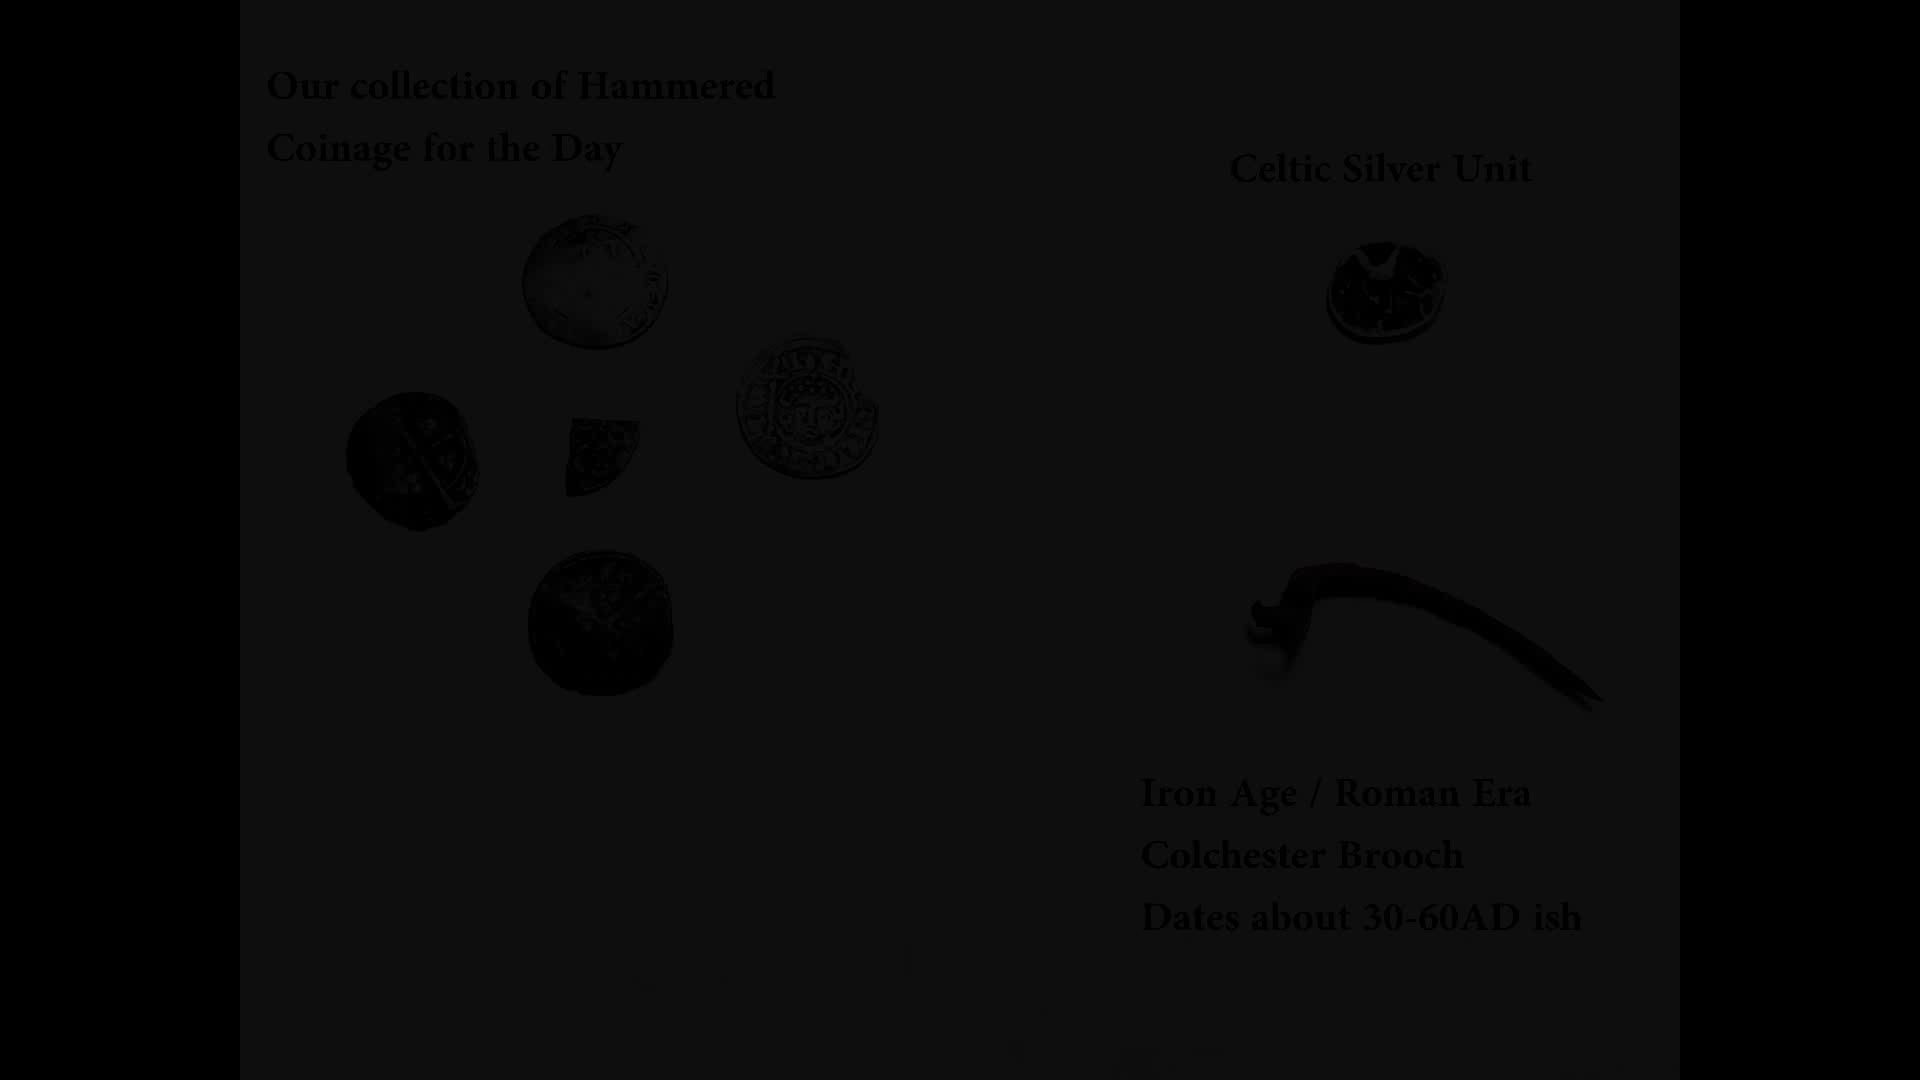 Our collection of Hammered
Coinage for the Day
Celtic Silver Unit
Iron Age / Roman Era
Colchester Brooch
Dates about 30-60AD ish